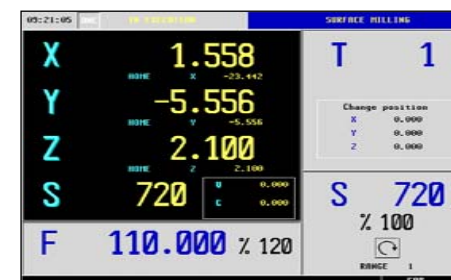 09:21:05 IN EXECUTION SURFACE MILLING
X 1.558
HOME X -23.442
Y -5.556
HOME Y -5.556
Z 2.100
HOME Z 2.100
S 720
U 0.000
C 0.000
F 110.000 % 120
T 1
Change position
X 0.000
Y 0.000
Z 0.000
S 720
% 100
RANGE 1